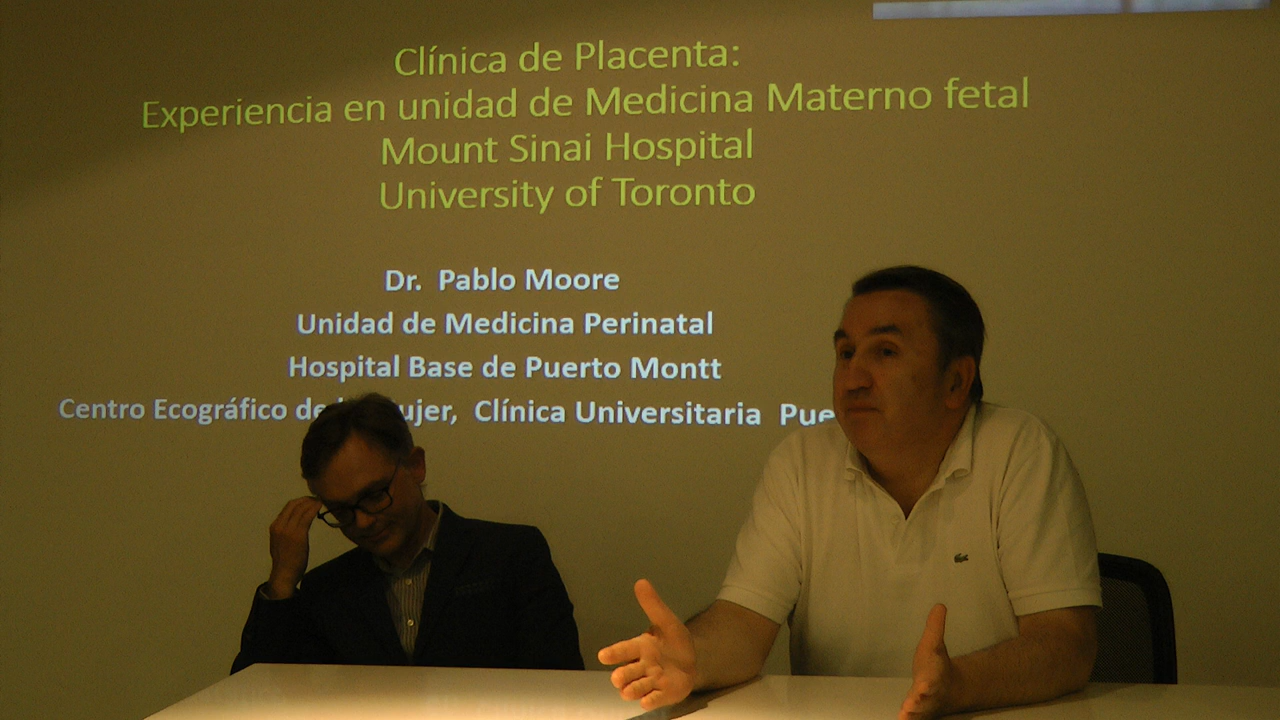 Clínica de Placenta:
Experiencia en unidad de Medicina Materno fetal
Mount Sinai Hospital
University of Toronto
Dr. Pablo Moore
Unidad de Medicina Perinatal
Hospital Base de Puerto Montt
Centro Ecográfico de Clínica Universitaria